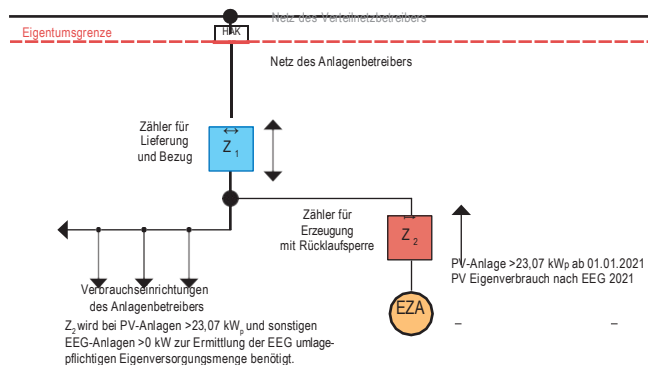 Netz des Verteilnetzbetreibers
Eigentumsgrenze
HAK
Netz des Anlagenbetreibers
Zähler für
Lieferung
und Bezug
Z 1
Zähler für
Erzeugung
mit Rücklaufsperre
Z 2
PV-Anlage >23,07 kWp ab 01.01.2021
PV Eigenverbrauch nach EEG 2021
Verbrauchseinrichtungen
des Anlagenbetreibers
EZA
– –
Z2 wird bei PV-Anlagen >23,07 kWp und sonstigen
EEG-Anlagen >0 kW zur Ermittlung der EEG umlage-
pflichtigen Eigenversorgungsmenge benötigt.